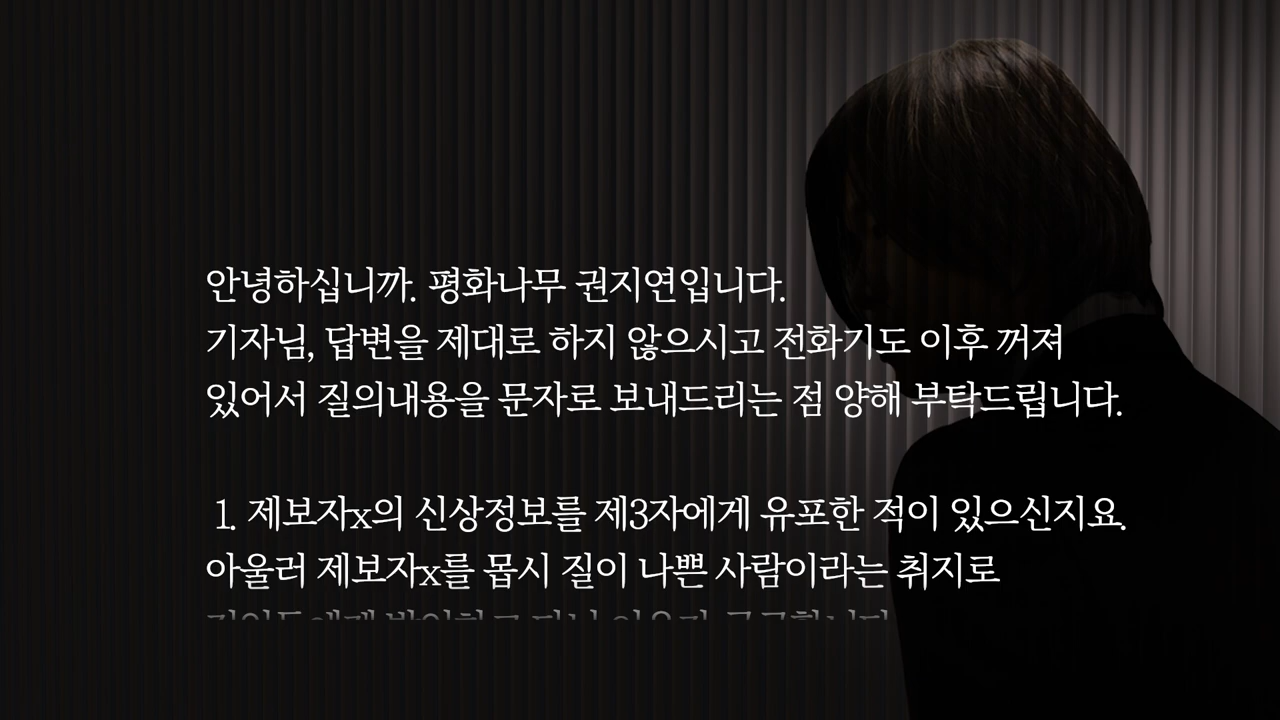 안녕하십니까. 평화나무 권지연입니다.
기자님, 답변을 제대로 하지 않으시고 전화기도 이후 꺼져
있어서 질의내용을 문자로 보내드리는 점 양해 부탁드립니다.
1. 제보자x의 신상정보를 제3자에게 유포한 적이 있으신지요.
아울러 제보자x를 몹시 질이 나쁜 사람이라는 취지로